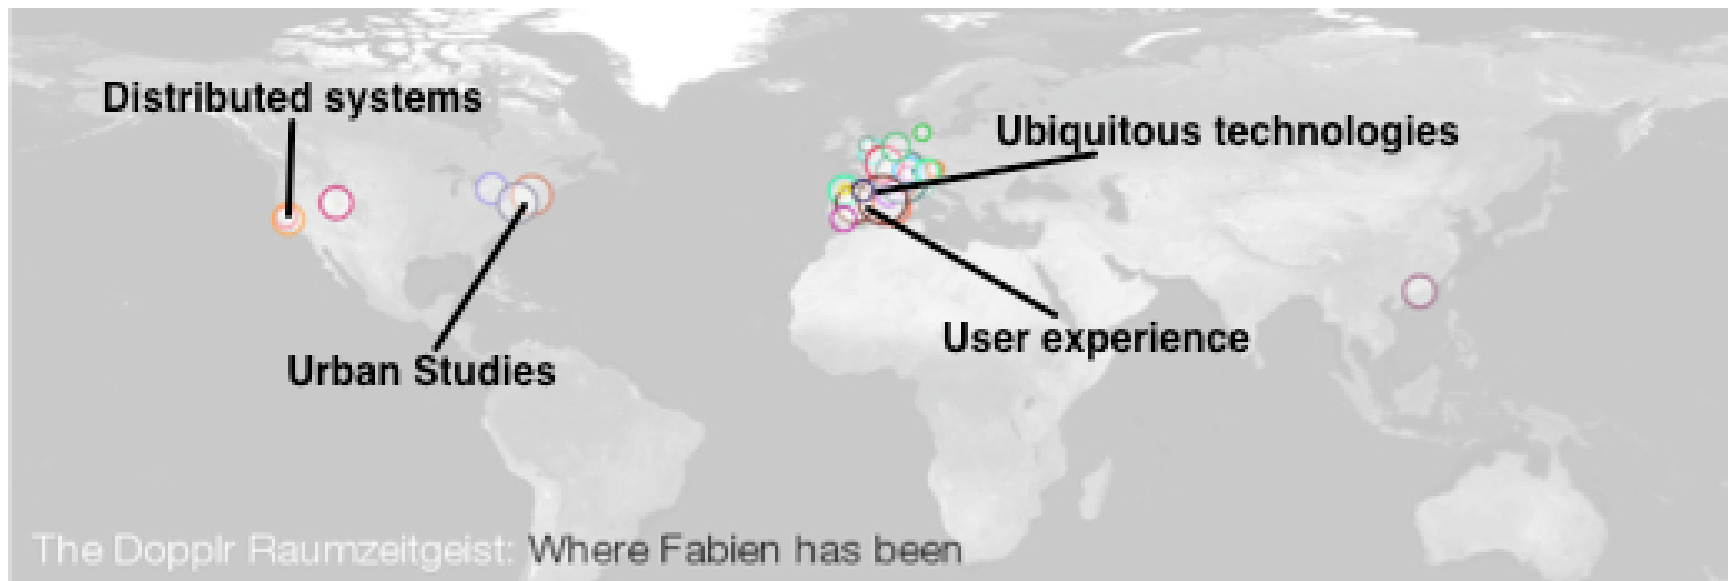 Distributed systems
Ubiquitous technologies
User experience
Urban Studies
The Dopplr Raumzeitgeist: Where Fabien has been